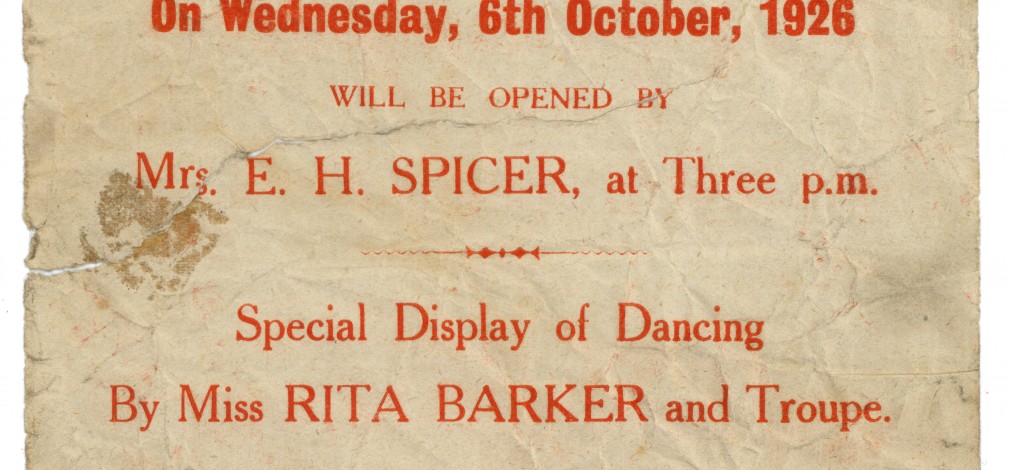 On Wednesday, 6th October, 1926
WILL BE OPENED BY
Mrs. E. H. SPICER, at Three p.m.
Special Display of Dancing
By Miss RITA BARKER and Troupe.